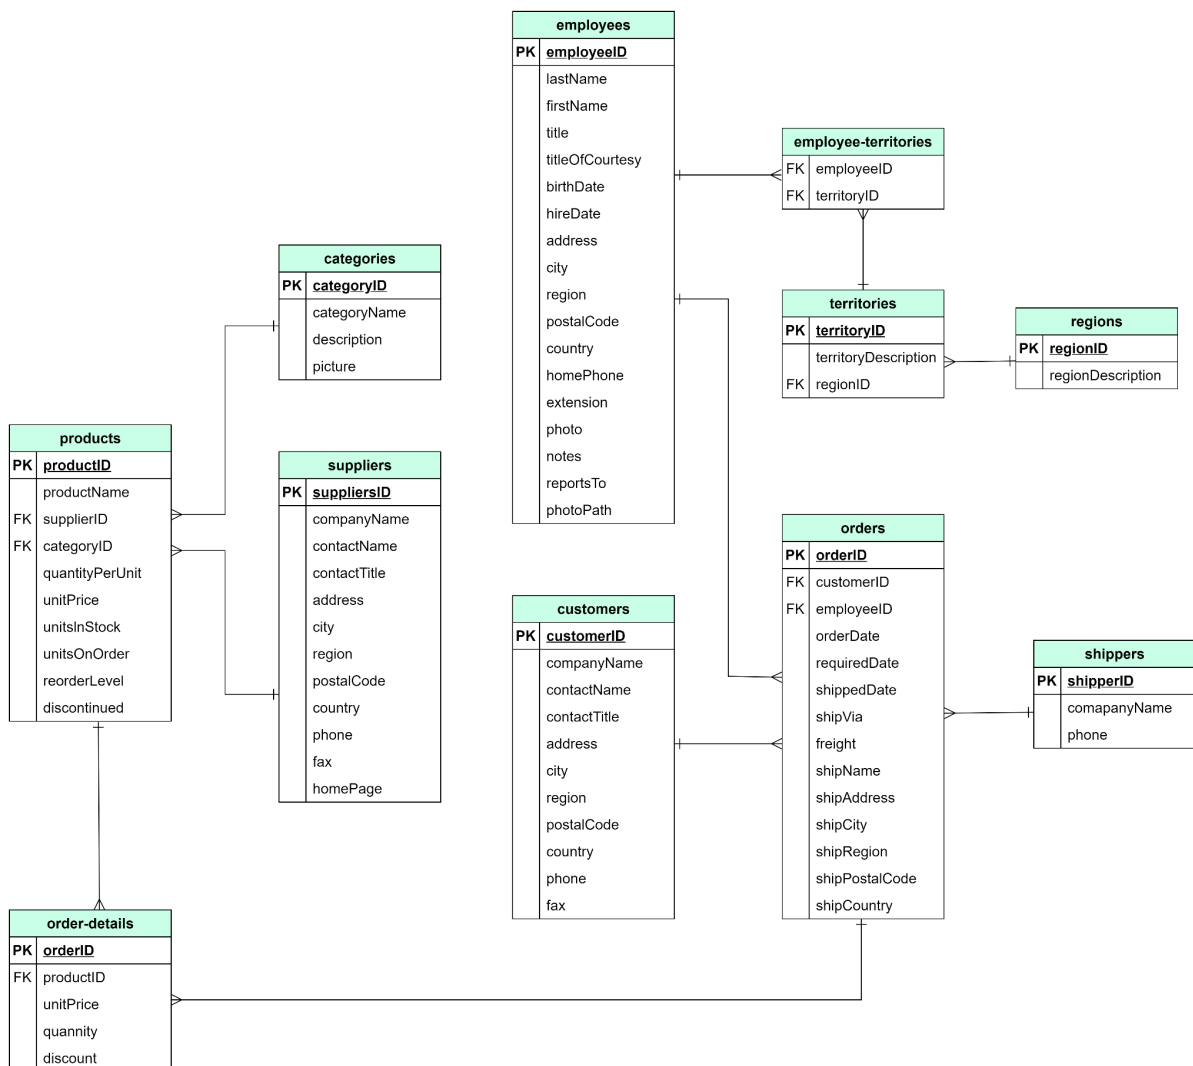 employees
PK employeeID
lastName
firstName
title
titleOfCourtesy
birthDate
hireDate
address
city
region
postalCode
country
homePhone
extension
photo
notes
reportsTo
photoPath
employee-territories
FK employeeID
FK territoryID
categories
PK categoryID
categoryName
description
picture
territories
PK territoryID
territoryDescription
FK regionID
regions
PK regionID
regionDescription
products
PK productID
productName
FK supplierID
FK categoryID
quantityPerUnit
unitPrice
unitsInStock
unitsOnOrder
reorderLevel
discontinued
suppliers
PK suppliersID
companyName
contactName
contactTitle
address
city
region
postalCode
country
phone
fax
homePage
customers
PK customerID
companyName
contactName
contactTitle
address
city
region
postalCode
country
phone
fax
orders
PK orderID
FK customerID
FK employeeID
orderDate
requiredDate
shippedDate
shipVia
freight
shipName
shipAddress
shipCity
shipRegion
shipPostalCode
shipCountry
shippers
PK shipperID
comapanyName
phone
order-details
PK orderID
FK productID
unitPrice
quannity
discount